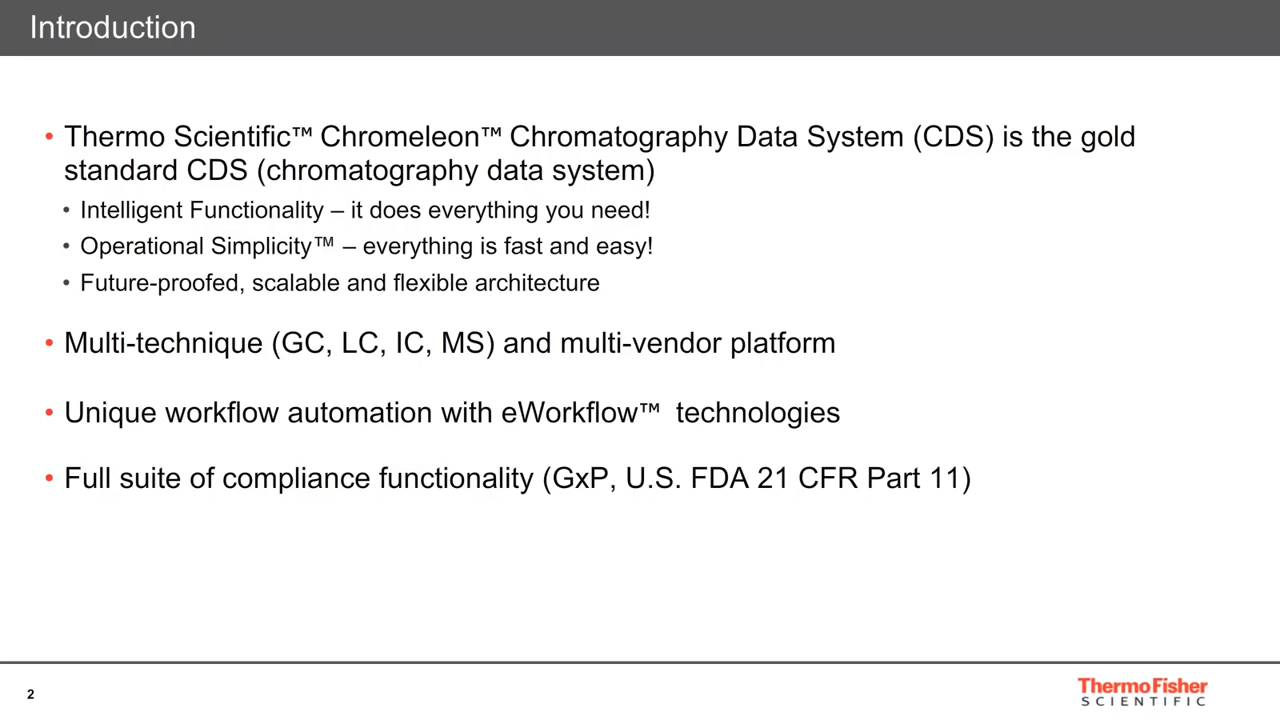 Introduction
• Thermo Scientific™ Chromeleon™ Chromatography Data System (CDS) is the gold
standard CDS (chromatography data system)
• Intelligent Functionality – it does everything you need!
• Operational Simplicity™ – everything is fast and easy!
• Future-proofed, scalable and flexible architecture
• Multi-technique (GC, LC, IC, MS) and multi-vendor platform
• Unique workflow automation with eWorkflow™ technologies
• Full suite of compliance functionality (GxP, U.S. FDA 21 CFR Part 11)
2
ThermoFisher
SCIENTIFIC